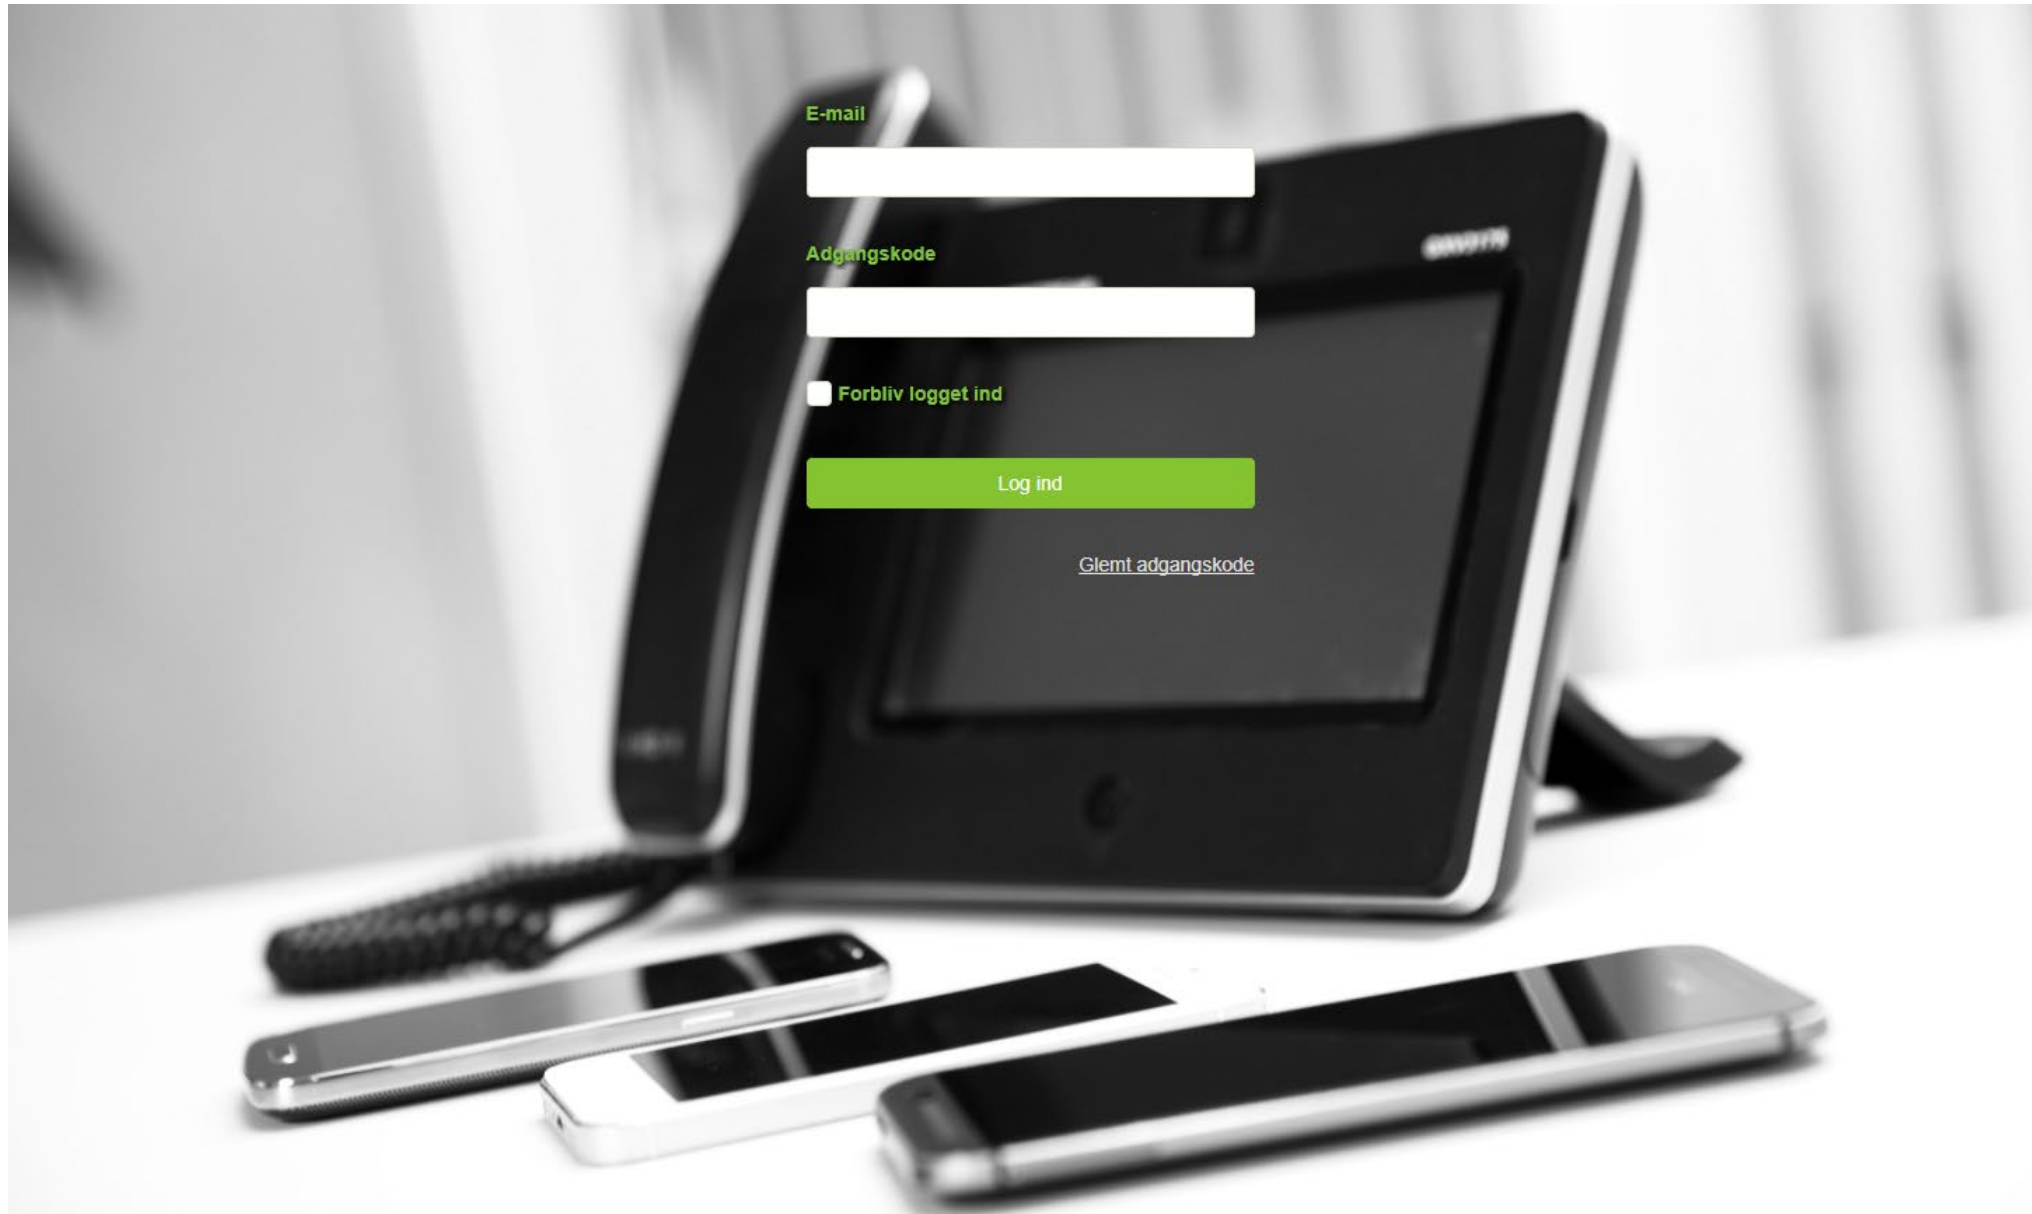 E-mail
Adgangskode
Forbliv logget ind
Log ind
Glemt adgangskode